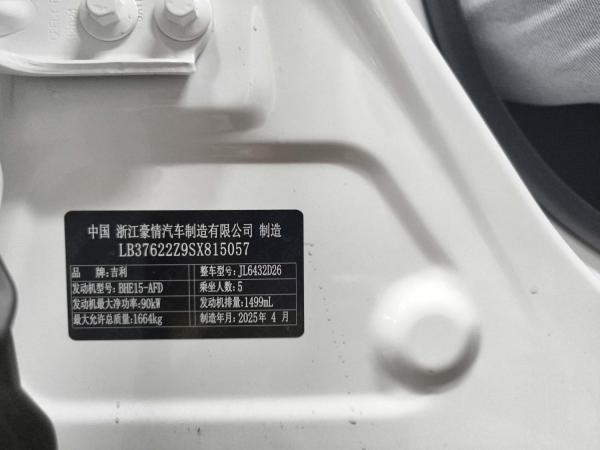 中国 浙江豪情汽车制造有限公司 制造
LB37622Z9SX815057
品 牌:吉利 整车型号:JL6432D26
发动机型号:BHE15-AFD 乘坐人数:5
发动机最大净功率:90kW 发动机排量:1499mL
最大允许总质量:1664kg 制造年月:2025年 4 月